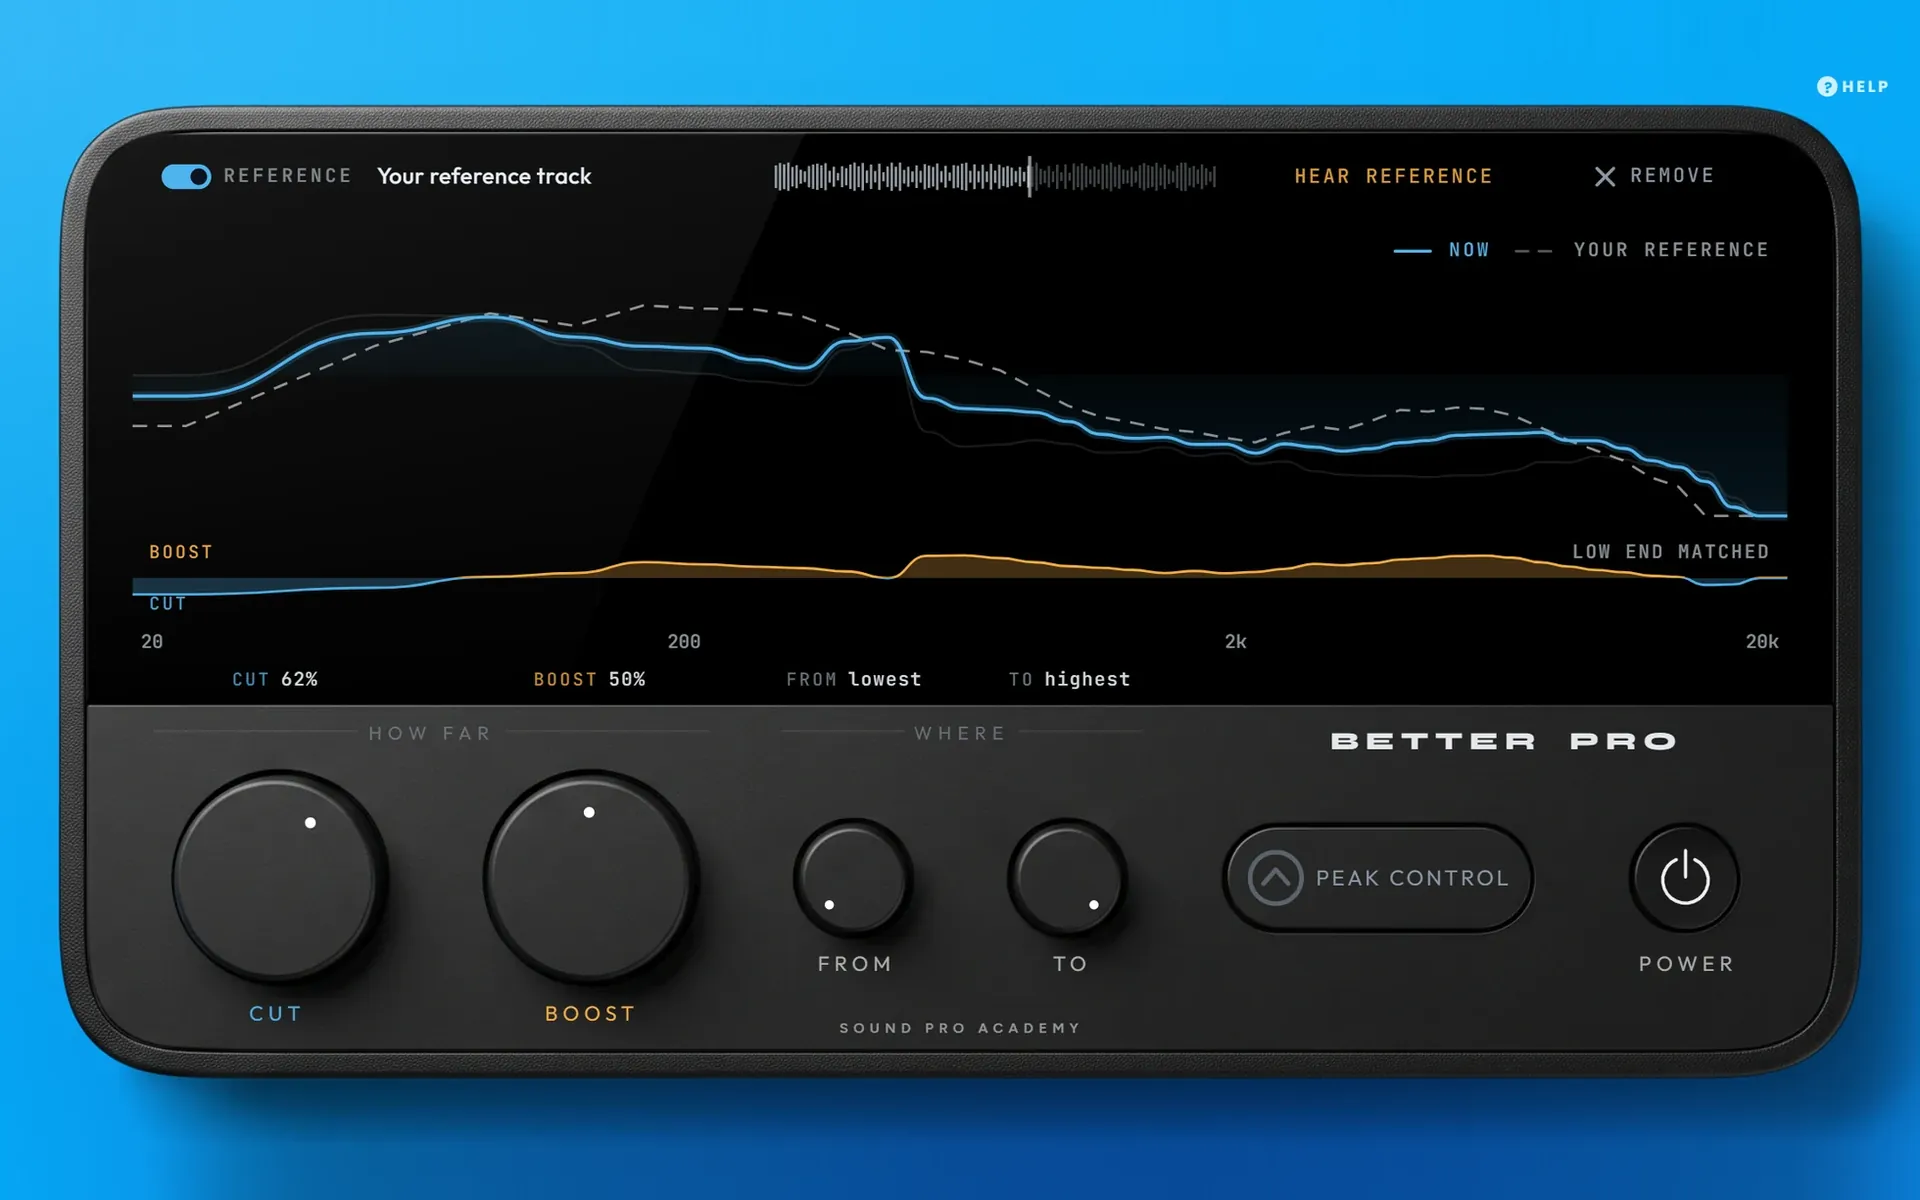 HELP
REFERENCE Your reference track HEAR REFERENCE REMOVE
NOW YOUR REFERENCE
BOOST LOW END MATCHED
CUT
20 200 2k 20k
CUT 62% BOOST 50% FROM lowest TO highest
HOW FAR WHERE BETTER PRO
PEAK CONTROL
FROM TO POWER
CUT BOOST
SOUND PRO ACADEMY